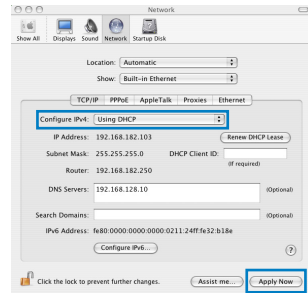 Network
Show All Displays Sound Network Startup Disk
Location: Automatic
Show: Built-in Ethernet
TCP/IP PPPoE AppleTalk Proxies Ethernet
Configure IPv4: Using DHCP
IP Address: 192.168.182.103 Renew DHCP Lease
Subnet Mask: 255.255.255.0 DHCP Client ID:
(If required)
Router: 192.168.182.250
DNS Servers: 192.168.128.10 (Optional)
Search Domains: (Optional)
IPv6 Address: fe80:0000:0000:0000:0211:24ff:fe32:b18e
Configure IPv6... ?
Click the lock to prevent further changes. Assist me... Apply Now